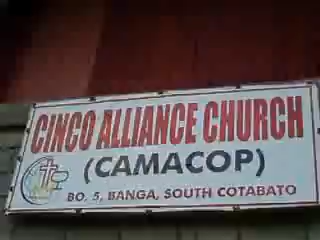 CINCO ALLIANCE CHURCH
(CAMACOP)
BO. 5, BANGA, SOUTH COTABATO